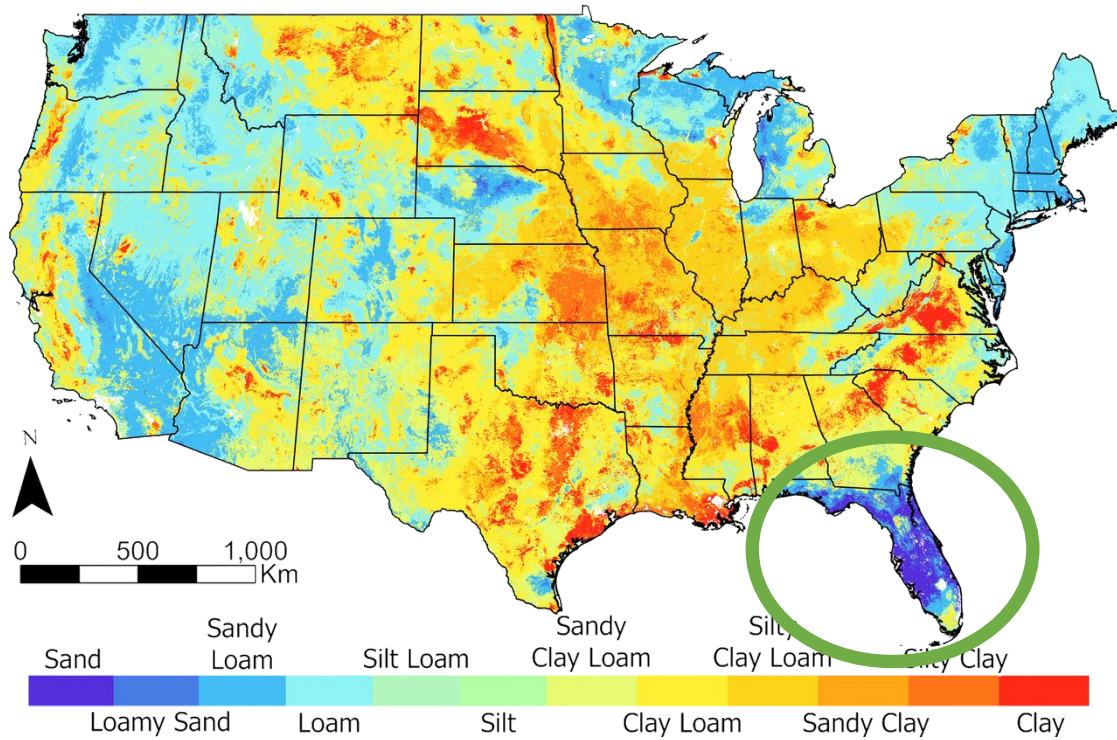 N
0 500 1,000
Km
Sandy Sandy Silty
Sand Loam Silt Loam Clay Loam Clay Loam Silty Clay
Loamy Sand Loam Silt Clay Loam Sandy Clay Clay